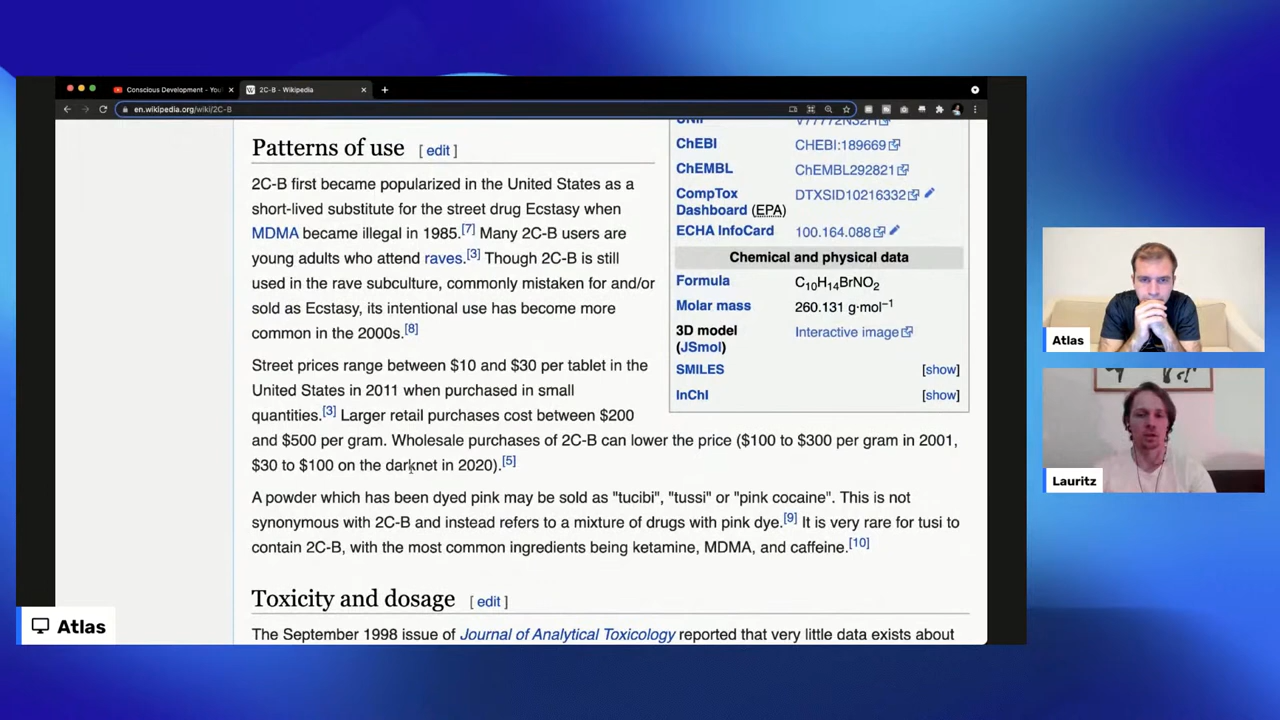 Conscious Development - You
2C-B - Wikipedia
en.wikipedia.org/wiki/2C-B
Patterns of use [ edit ]
2C-B first became popularized in the United States as a
short-lived substitute for the street drug Ecstasy when
MDMA became illegal in 1985.[7] Many 2C-B users are
young adults who attend raves.[3] Though 2C-B is still
used in the rave subculture, commonly mistaken for and/or
sold as Ecstasy, its intentional use has become more
common in the 2000s.[8]
Street prices range between $10 and $30 per tablet in the
United States in 2011 when purchased in small
quantities.[3] Larger retail purchases cost between $200
and $500 per gram. Wholesale purchases of 2C-B can lower the price ($100 to $300 per gram in 2001,
$30 to $100 on the darknet in 2020).[5]
A powder which has been dyed pink may be sold as "tucibi", "tussi" or "pink cocaine". This is not
synonymous with 2C-B and instead refers to a mixture of drugs with pink dye.[9] It is very rare for tusi to
contain 2C-B, with the most common ingredients being ketamine, MDMA, and caffeine.[10]
Toxicity and dosage [ edit ]
The September 1998 issue of Journal of Analytical Toxicology reported that very little data exists about
ChEBI CHEBI:189669
ChEMBL ChEMBL292821
CompTox DTXSID10216332
Dashboard (EPA)
ECHA InfoCard 100.164.088
Chemical and physical data
Formula C10H14BrNO2
Molar mass 260.131 g·mol−1
3D model Interactive image
(JSmol)
SMILES [show]
InChI [show]
Atlas
Lauritz
Atlas